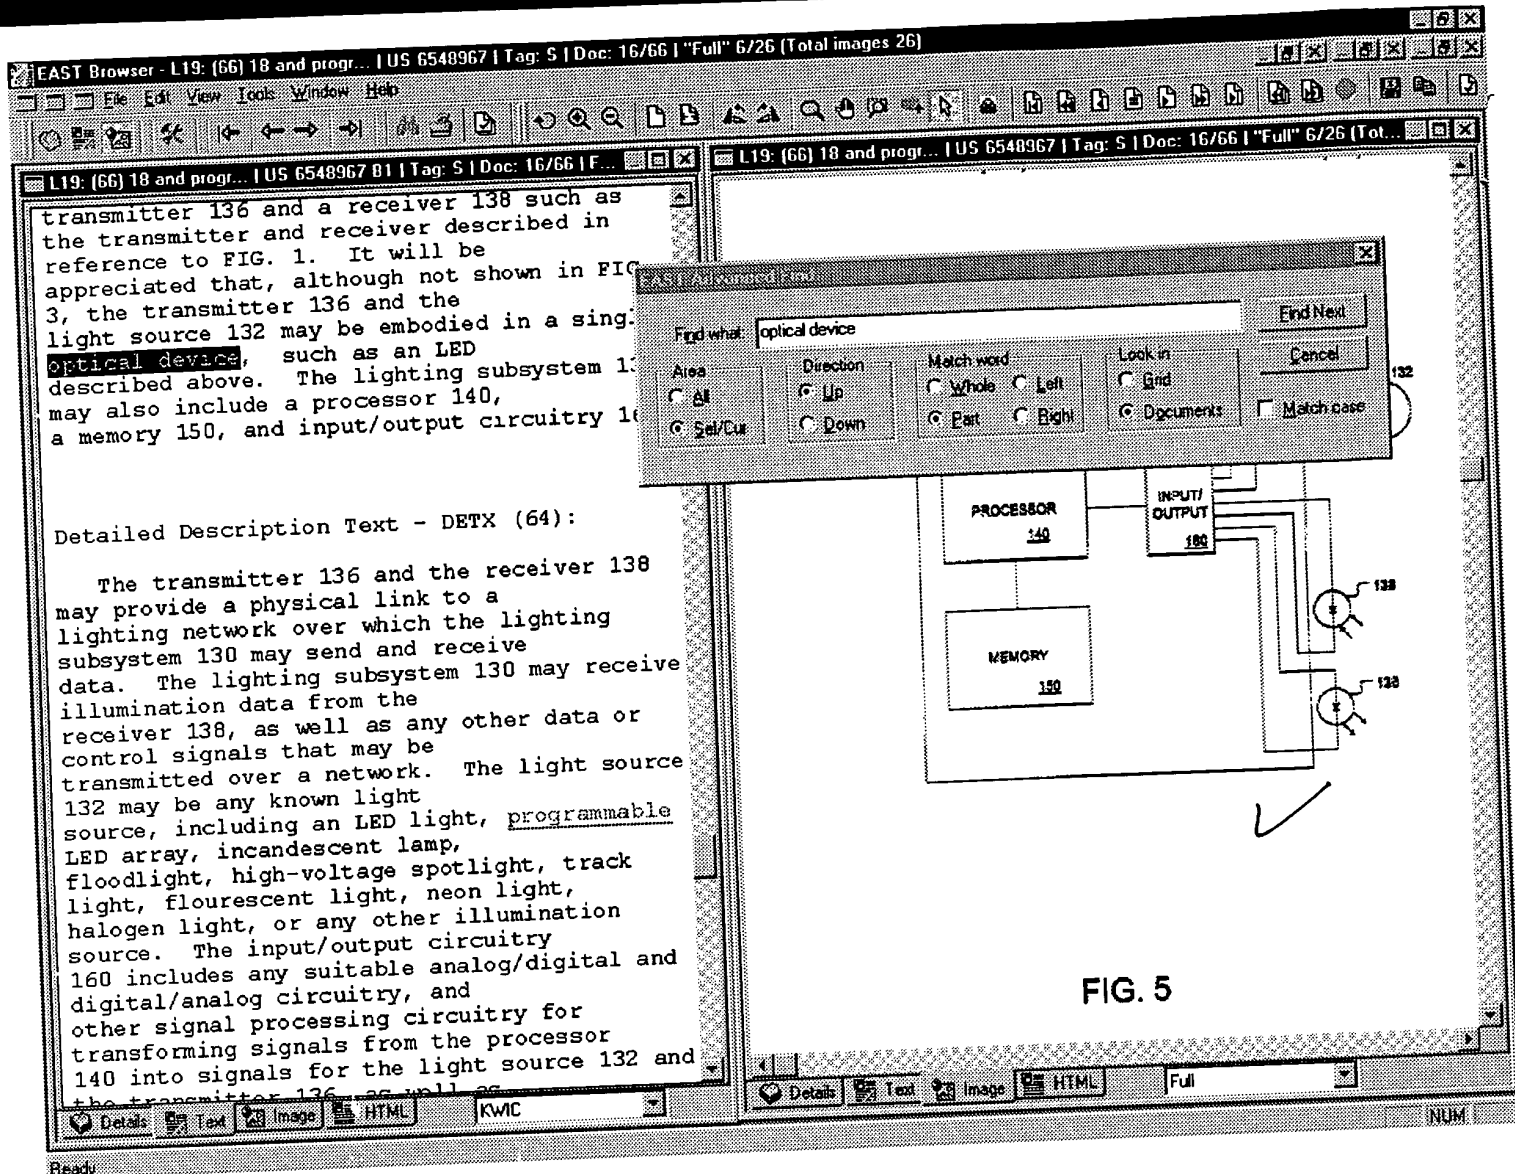 EAST Browser - L19: (66) 18 and progr... | US 6548967 | Tag: S | Doc: 16/66 | "Full" 6/26 (Total images 26)
File Edit View Tools Window Help
L19: (66) 18 and progr... | US 6548967 B1 | Tag: S | Doc: 16/66 | F...
transmitter 136 and a receiver 138 such as
the transmitter and receiver described in
reference to FIG. 1. It will be
appreciated that, although not shown in FIG
3, the transmitter 136 and the
light source 132 may be embodied in a singl
optical device, such as an LED
described above. The lighting subsystem 13
may also include a processor 140,
a memory 150, and input/output circuitry 16
Detailed Description Text - DETX (64):
The transmitter 136 and the receiver 138
may provide a physical link to a
lighting network over which the lighting
subsystem 130 may send and receive
data. The lighting subsystem 130 may receive
illumination data from the
receiver 138, as well as any other data or
control signals that may be
transmitted over a network. The light source
132 may be any known light
source, including an LED light, programmable
LED array, incandescent lamp,
floodlight, high-voltage spotlight, track
light, flourescent light, neon light,
halogen light, or any other illumination
source. The input/output circuitry
160 includes any suitable analog/digital and
digital/analog circuitry, and
other signal processing circuitry for
transforming signals from the processor
140 into signals for the light source 132 and
the transmitter 136, as well as
Details Text Image HTML KWIC
Ready
L19: (66) 18 and progr... | US 6548967 | Tag: S | Doc: 16/66 | "Full" 6/26 (Tot...
EAST Advanced Find
Find what: optical device
Find Next
Cancel
Area
All
Sel/Cur
Direction
Up
Down
Match word
Whole Left
Part Right
Look in
Grid
Documents
Match case
132
PROCESSOR
140
INPUT/
OUTPUT
160
138
MEMORY
150
FIG. 5
Details Text Image HTML Full
NUM